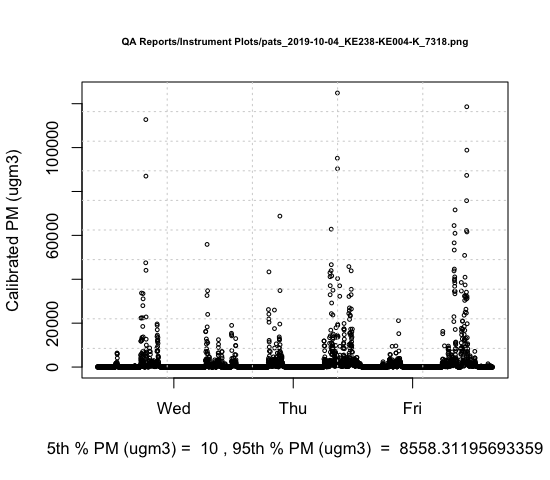 QA Reports/Instrument Plots/pats_2019-10-04_KE238-KE004-K_7318.png
Calibrated PM (ugm3)
100000
60000
20000
0
Wed Thu Fri
5th % PM (ugm3) = 10 , 95th % PM (ugm3) = 8558.31195693359